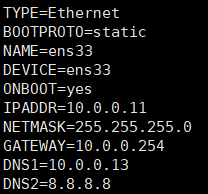 TYPE=Ethernet
BOOTPROTO=static
NAME=ens33
DEVICE=ens33
ONBOOT=yes
IPADDR=10.0.0.11
NETMASK=255.255.255.0
GATEWAY=10.0.0.254
DNS1=10.0.0.13
DNS2=8.8.8.8